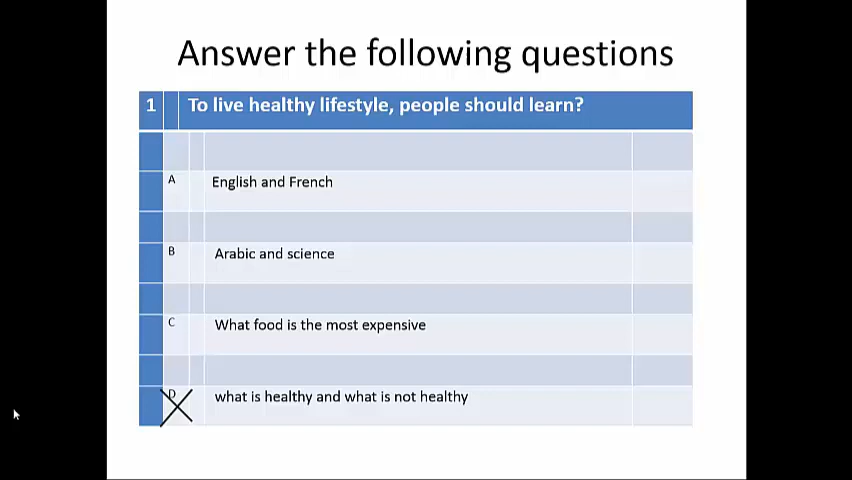 Answer the following questions
1 To live healthy lifestyle, people should learn?
A English and French
B Arabic and science
C What food is the most expensive
D what is healthy and what is not healthy